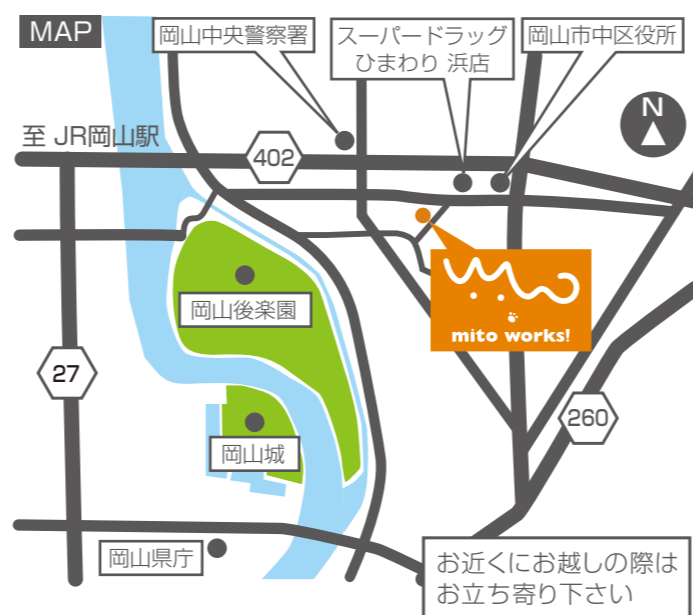 MAP
岡山中央警察署
スーパードラッグ
ひまわり 浜店
岡山市中区役所
N
至 JR岡山駅
402
岡山後楽園
mito works!
27
260
岡山城
岡山県庁
お近くにお越しの際は
お立ち寄り下さい